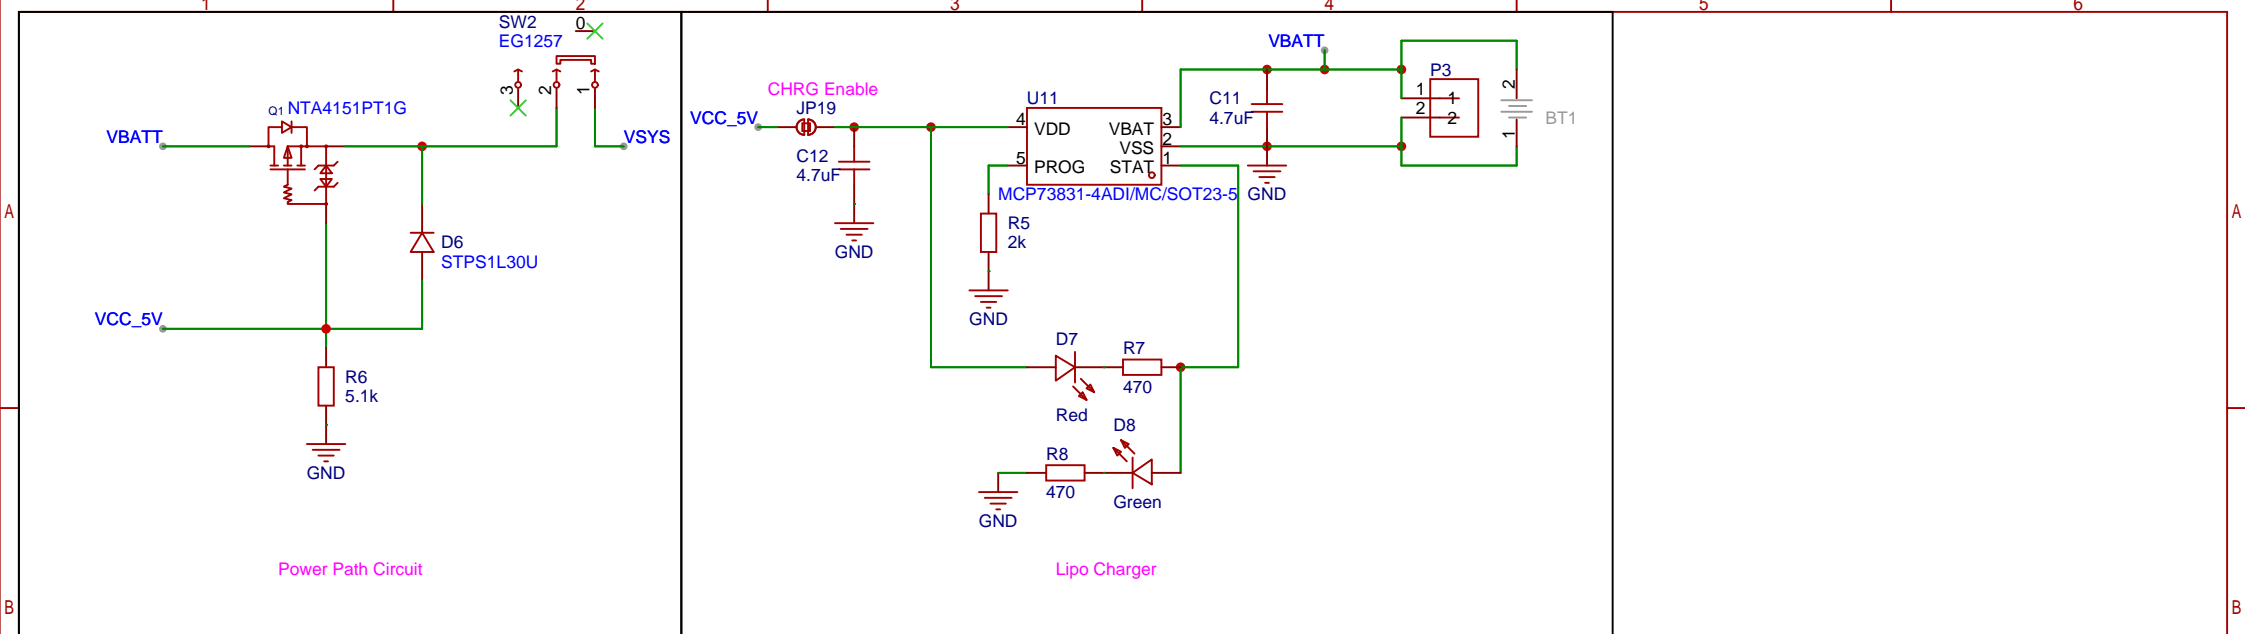 1
2
3
4
5
6
SW2
EG1257
0
3
2
1
Q1 NTA4151PT1G
VBATT
VSYS
D6
STPS1L30U
VCC_5V
R6
5.1k
GND
Power Path Circuit
CHRG Enable
JP19
VCC_5V
C12
4.7uF
GND
U11
4
VDD
VBAT
3
VSS
2
5
PROG
STAT
1
MCP73831-4ADI/MC/SOT23-5
R5
2k
GND
C11
4.7uF
GND
VBATT
P3
1
1
2
2
2
1
BT1
D7
Red
R7
470
D8
Green
R8
470
GND
Lipo Charger
A
A
B
B